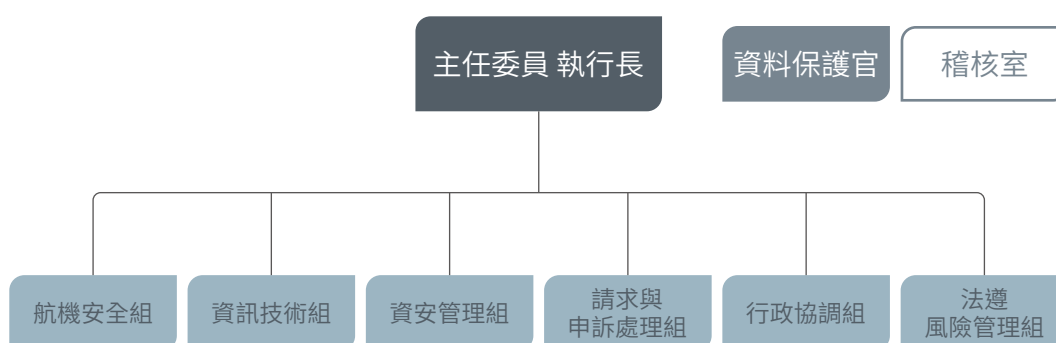 主任委員 執行長
資料保護官
稽核室
航機安全組
資訊技術組
資安管理組
請求與
申訴處理組
行政協調組
法遵
風險管理組